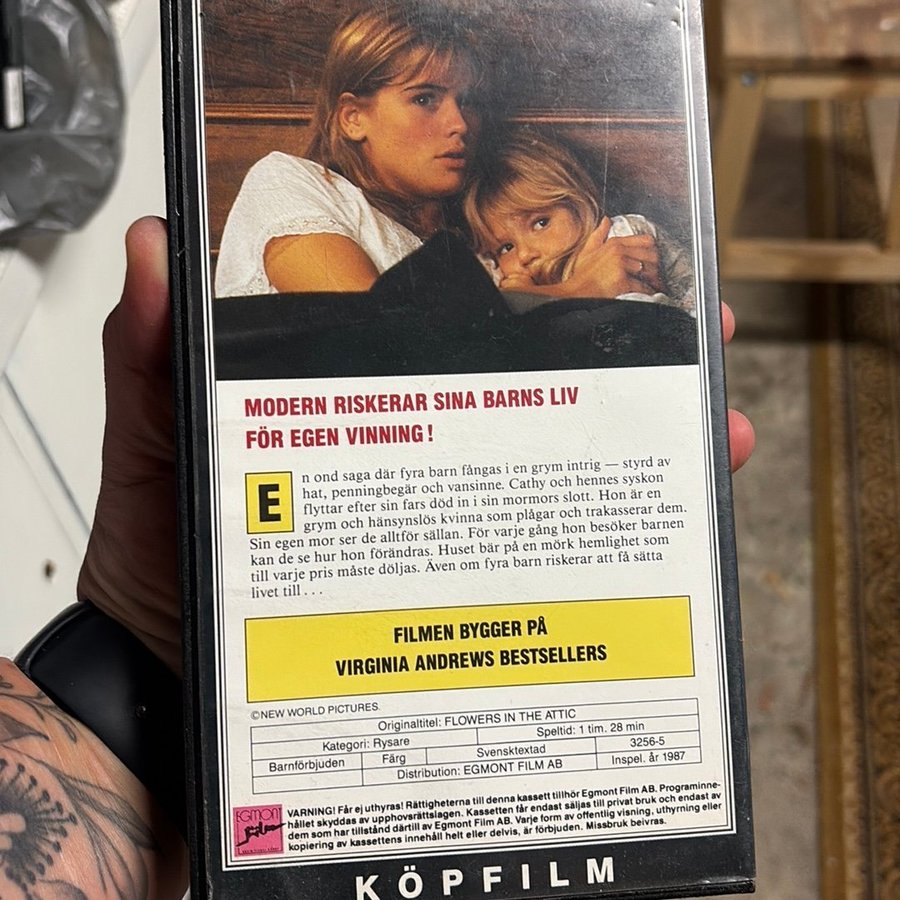 MODERN RISKERAR SINA BARNS LIV
FÖR EGEN VINNING!
En ond saga där fyra barn fångas i en grym intrig — styrd av
hat, penningbegär och vansinne. Cathy och hennes syskon
flyttar efter sin fars död in i sin mormors slott. Hon är en
grym och hänsynslös kvinna som plågar och trakasserar dem.
Sin egen mor ser de alltför sällan. För varje gång hon besöker barnen
kan de se hur hon förändras. Huset bär på en mörk hemlighet som
till varje pris måste döljas. Även om fyra barn riskerar att få sätta
livet till . . .
FILMEN BYGGER PÅ
VIRGINIA ANDREWS BESTSELLERS
©NEW WORLD PICTURES.
Originaltitel: FLOWERS IN THE ATTIC
Kategori: Rysare Speltid: 1 tim. 28 min
Barnförbjuden Färg Svensktextad 3256-5
Distribution: EGMONT FILM AB Inspel. år 1987
EGMONT
film
VARNING! Får ej uthyras! Rättigheterna till denna kassett tillhör Egmont Film AB. Programinne-
hållet skyddas av upphovsrättslagen. Kassetten får endast säljas till privat bruk och endast av
dem som har tillstånd därtill av Egmont Film AB. Varje form av offentlig visning, uthyrning eller
kopiering av kassettens innehåll helt eller delvis, är förbjuden. Missbruk beivras.
KÖPFILM